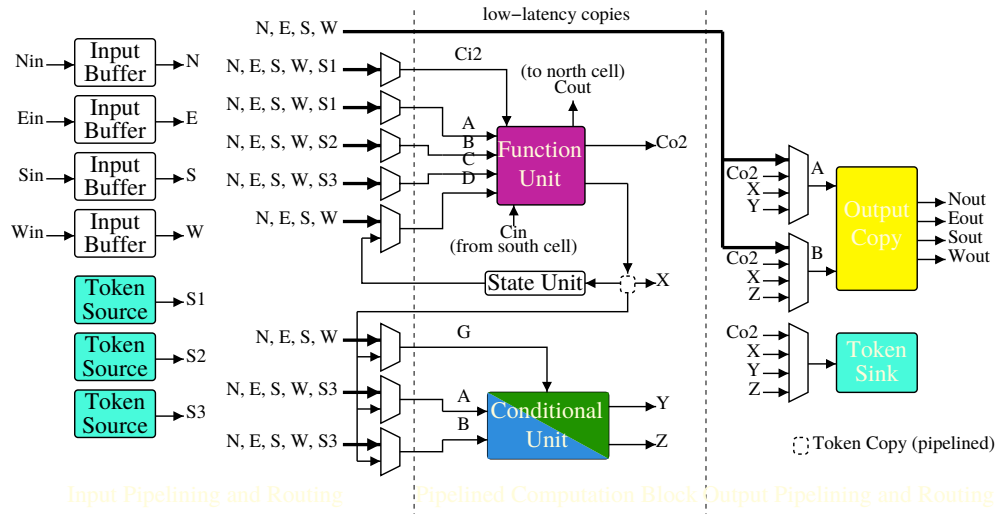 low-latency copies
N, E, S, W
Nin
Input
Buffer
N
Ein
Input
Buffer
E
Sin
Input
Buffer
S
Win
Input
Buffer
W
Token
Source
S1
Token
Source
S2
Token
Source
S3
N, E, S, W, S1
N, E, S, W, S1
N, E, S, W, S2
N, E, S, W, S3
N, E, S, W
Ci2
A
B
C
D
Function
Unit
(to north cell)
Cout
Co2
Cin
(from south cell)
State Unit
X
N, E, S, W
N, E, S, W, S3
N, E, S, W, S3
G
A
B
Conditional
Unit
Y
Z
Co2
X
Y
A
Co2
X
Z
B
Output
Copy
Nout
Eout
Sout
Wout
Co2
X
Y
Z
Token
Sink
Token Copy (pipelined)
Input Pipelining and Routing
Pipelined Computation Block
Output Pipelining and Routing